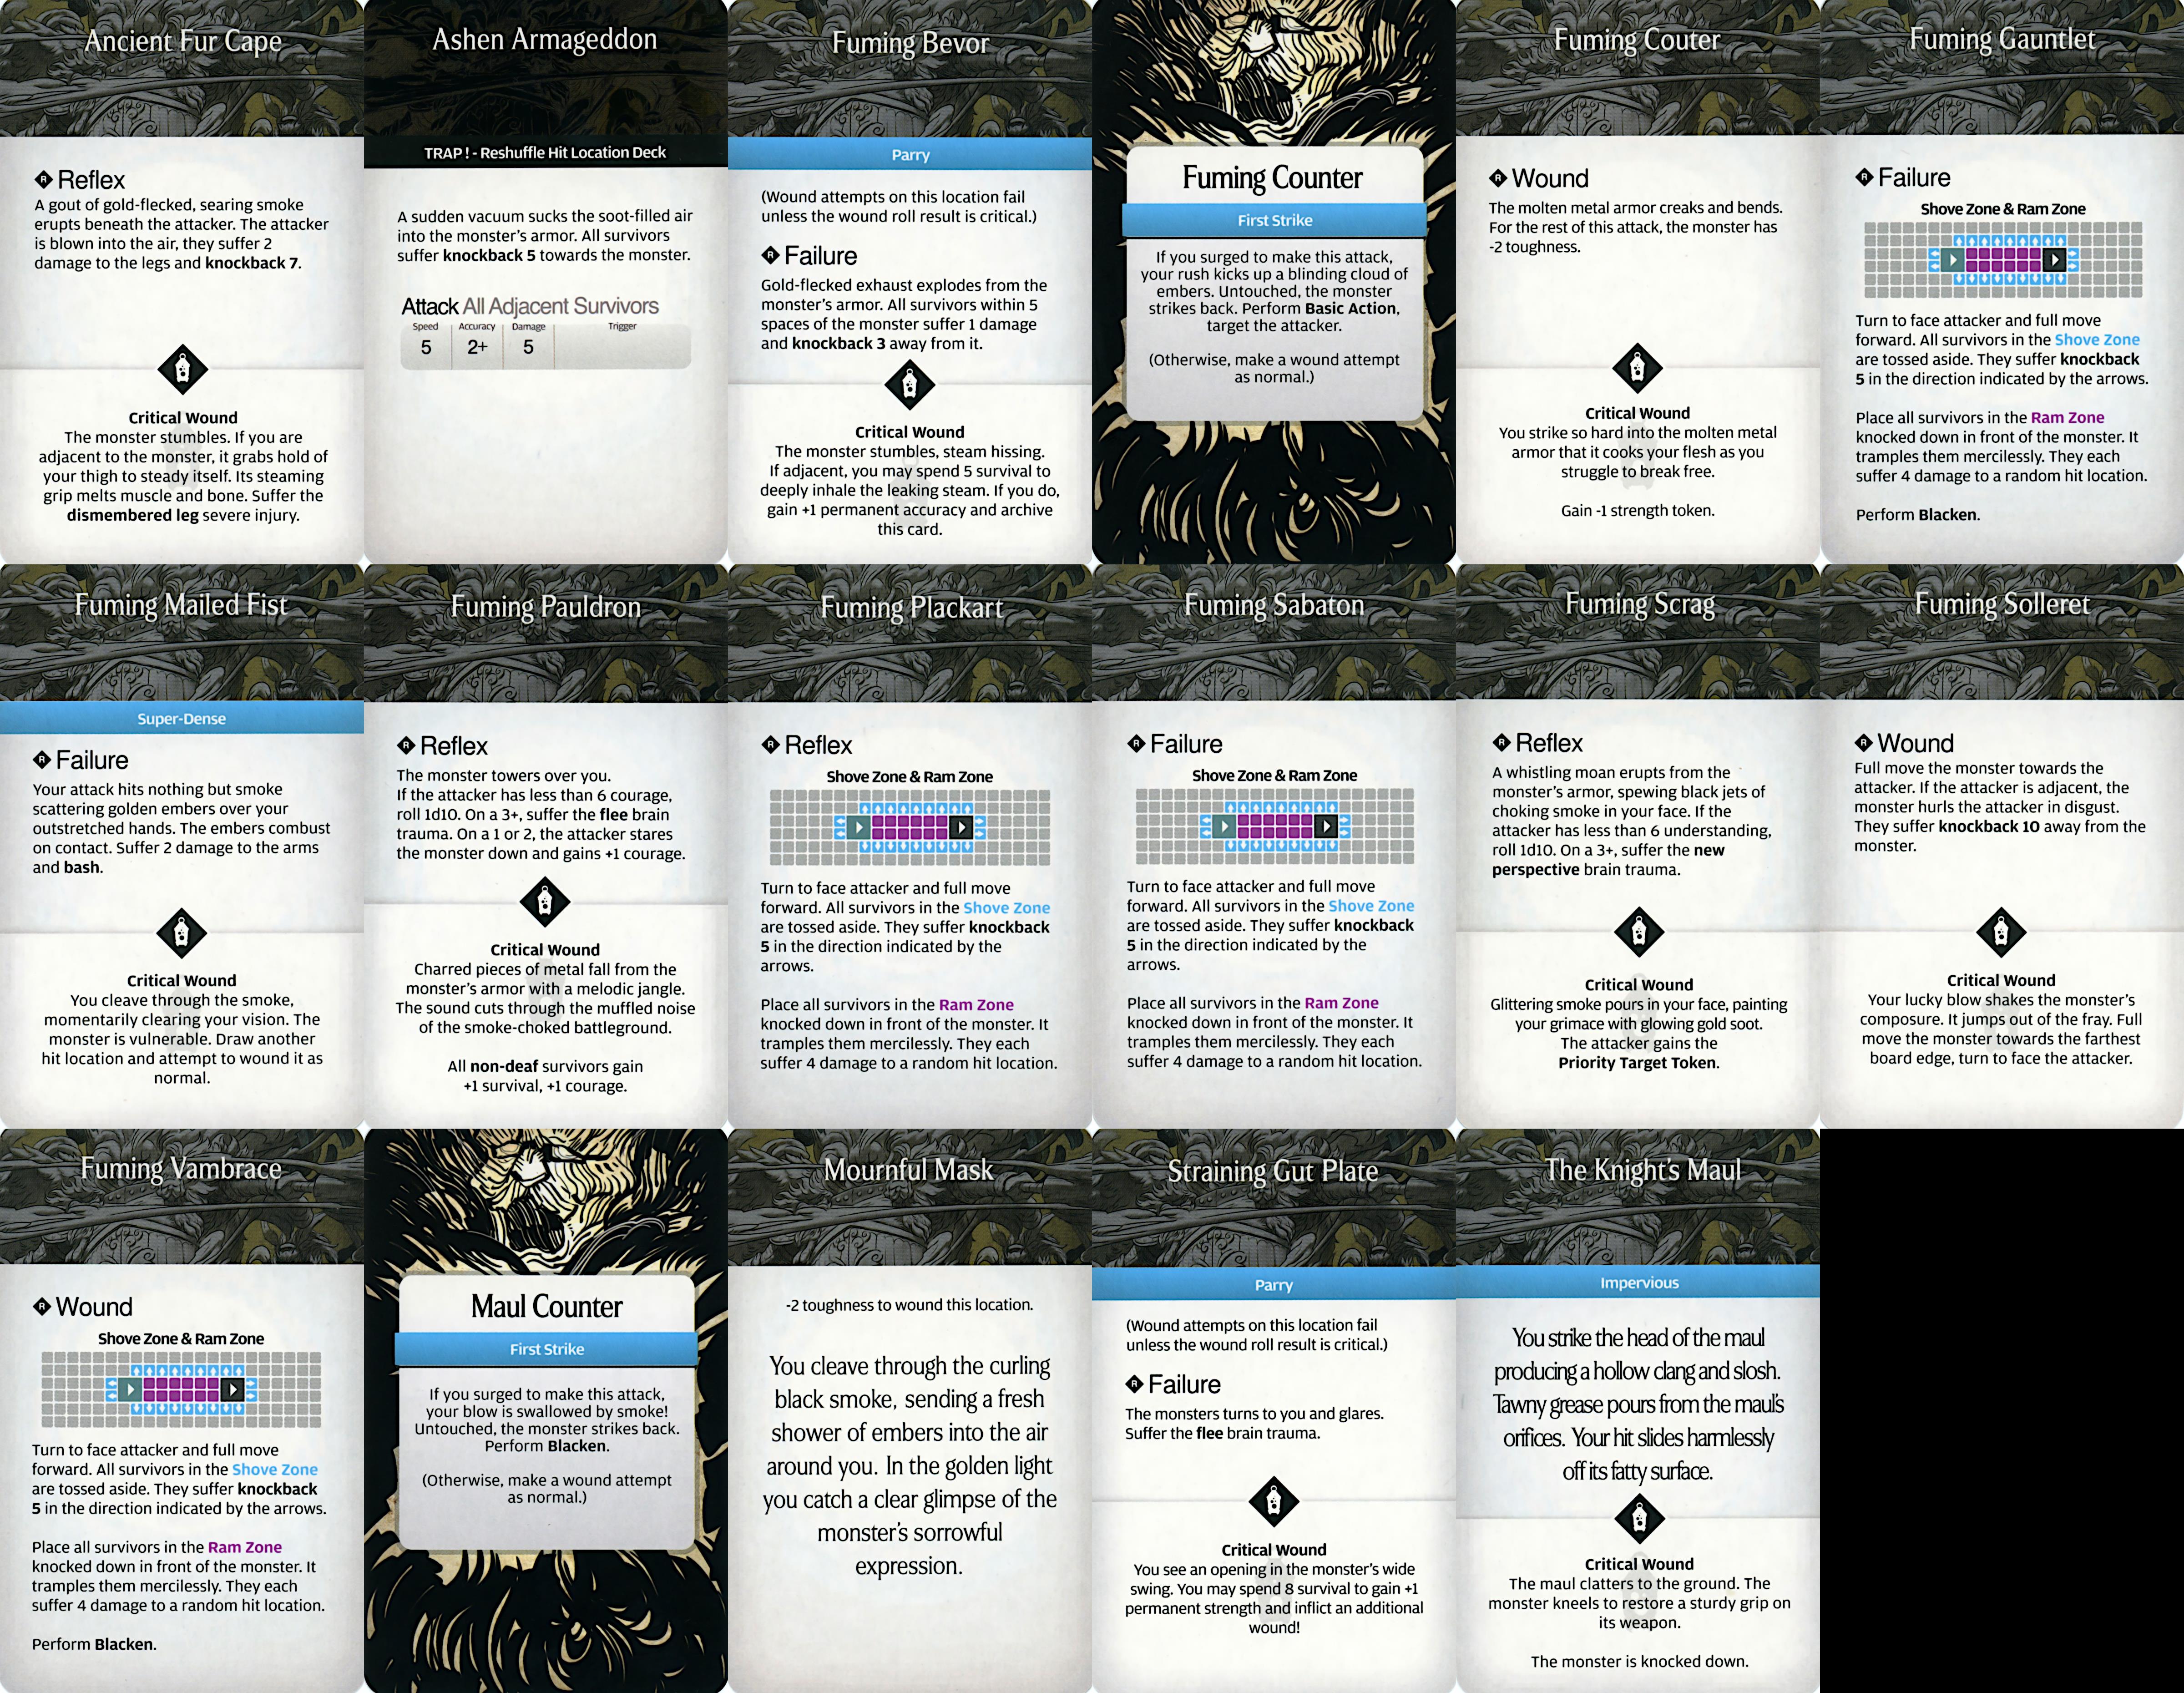 Ancient Fur Cape
Reflex
A gout of gold-flecked, searing smoke
erupts beneath the attacker. The attacker
is blown into the air, they suffer 2
damage to the legs and knockback 7.
Critical Wound
The monster stumbles. If you are
adjacent to the monster, it grabs hold of
your thigh to steady itself. Its steaming
grip melts muscle and bone. Suffer the
dismembered leg severe injury.
Ashen Armageddon
TRAP! - Reshuffle Hit Location Deck
A sudden vacuum sucks the soot-filled air
into the monster's armor. All survivors
suffer knockback 5 towards the monster.
Attack All Adjacent Survivors
Speed Accuracy Damage Trigger
5 2+ 5
Fuming Bevor
Parry
(Wound attempts on this location fail
unless the wound roll result is critical.)
Failure
Gold-flecked exhaust explodes from the
monster's armor. All survivors within 5
spaces of the monster suffer 1 damage
and knockback 3 away from it.
Critical Wound
The monster stumbles, steam hissing.
If adjacent, you may spend 5 survival to
deeply inhale the leaking steam. If you do,
gain +1 permanent accuracy and archive
this card.
Fuming Counter
First Strike
If you surged to make this attack,
your rush kicks up a blinding cloud of
embers. Untouched, the monster
strikes back. Perform Basic Action,
target the attacker.
(Otherwise, make a wound attempt
as normal.)
Fuming Couter
Wound
The molten metal armor creaks and bends.
For the rest of this attack, the monster has
-2 toughness.
Critical Wound
You strike so hard into the molten metal
armor that it cooks your flesh as you
struggle to break free.
Gain -1 strength token.
Fuming Gauntlet
Failure
Shove Zone & Ram Zone
Turn to face attacker and full move
forward. All survivors in the Shove Zone
are tossed aside. They suffer knockback
5 in the direction indicated by the arrows.
Place all survivors in the Ram Zone
knocked down in front of the monster. It
tramples them mercilessly. They each
suffer 4 damage to a random hit location.
Perform Blacken.
Fuming Mailed Fist
Super-Dense
Failure
Your attack hits nothing but smoke
scattering golden embers over your
outstretched hands. The embers combust
on contact. Suffer 2 damage to the arms
and bash.
Critical Wound
You cleave through the smoke,
momentarily clearing your vision. The
monster is vulnerable. Draw another
hit location and attempt to wound it as
normal.
Fuming Pauldron
Reflex
The monster towers over you.
If the attacker has less than 6 courage,
roll 1d10. On a 3+, suffer the flee brain
trauma. On a 1 or 2, the attacker stares
the monster down and gains +1 courage.
Critical Wound
Charred pieces of metal fall from the
monster's armor with a melodic jangle.
The sound cuts through the muffled noise
of the smoke-choked battleground.
All non-deaf survivors gain
+1 survival, +1 courage.
Fuming Plackart
Reflex
Shove Zone & Ram Zone
Turn to face attacker and full move
forward. All survivors in the Shove Zone
are tossed aside. They suffer knockback
5 in the direction indicated by the
arrows.
Place all survivors in the Ram Zone
knocked down in front of the monster. It
tramples them mercilessly. They each
suffer 4 damage to a random hit location.
Fuming Sabaton
Failure
Shove Zone & Ram Zone
Turn to face attacker and full move
forward. All survivors in the Shove Zone
are tossed aside. They suffer knockback
5 in the direction indicated by the
arrows.
Place all survivors in the Ram Zone
knocked down in front of the monster. It
tramples them mercilessly. They each
suffer 4 damage to a random hit location.
Fuming Scrag
Reflex
A whistling moan erupts from the
monster's armor, spewing black jets of
choking smoke in your face. If the
attacker has less than 6 understanding,
roll 1d10. On a 3+, suffer the new
perspective brain trauma.
Critical Wound
Glittering smoke pours in your face, painting
your grimace with glowing gold soot.
The attacker gains the
Priority Target Token.
Fuming Solleret
Wound
Full move the monster towards the
attacker. If the attacker is adjacent, the
monster hurls the attacker in disgust.
They suffer knockback 10 away from the
monster.
Critical Wound
Your lucky blow shakes the monster's
composure. It jumps out of the fray. Full
move the monster towards the farthest
board edge, turn to face the attacker.
Fuming Vambrace
Wound
Shove Zone & Ram Zone
Turn to face attacker and full move
forward. All survivors in the Shove Zone
are tossed aside. They suffer knockback
5 in the direction indicated by the arrows.
Place all survivors in the Ram Zone
knocked down in front of the monster. It
tramples them mercilessly. They each
suffer 4 damage to a random hit location.
Perform Blacken.
Maul Counter
First Strike
If you surged to make this attack,
your blow is swallowed by smoke!
Untouched, the monster strikes back.
Perform Blacken.
(Otherwise, make a wound attempt
as normal.)
Mournful Mask
-2 toughness to wound this location.
You cleave through the curling
black smoke, sending a fresh
shower of embers into the air
around you. In the golden light
you catch a clear glimpse of the
monster's sorrowful
expression.
Straining Gut Plate
Parry
(Wound attempts on this location fail
unless the wound roll result is critical.)
Failure
The monsters turns to you and glares.
Suffer the flee brain trauma.
Critical Wound
You see an opening in the monster's wide
swing. You may spend 8 survival to gain +1
permanent strength and inflict an additional
wound!
The Knight's Maul
Impervious
You strike the head of the maul
producing a hollow clang and slosh.
Tawny grease pours from the maul's
orifices. Your hit slides harmlessly
off its fatty surface.
Critical Wound
The maul clatters to the ground. The
monster kneels to restore a sturdy grip on
its weapon.
The monster is knocked down.